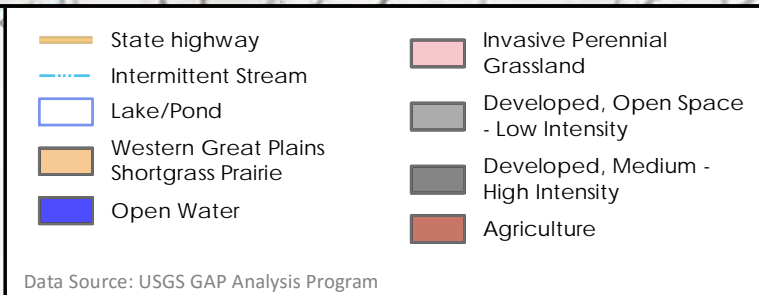 State highway
Intermittent Stream
Lake/Pond
Western Great Plains
Shortgrass Prairie
Open Water
Invasive Perennial
Grassland
Developed, Open Space
- Low Intensity
Developed, Medium -
High Intensity
Agriculture
Data Source: USGS GAP Analysis Program